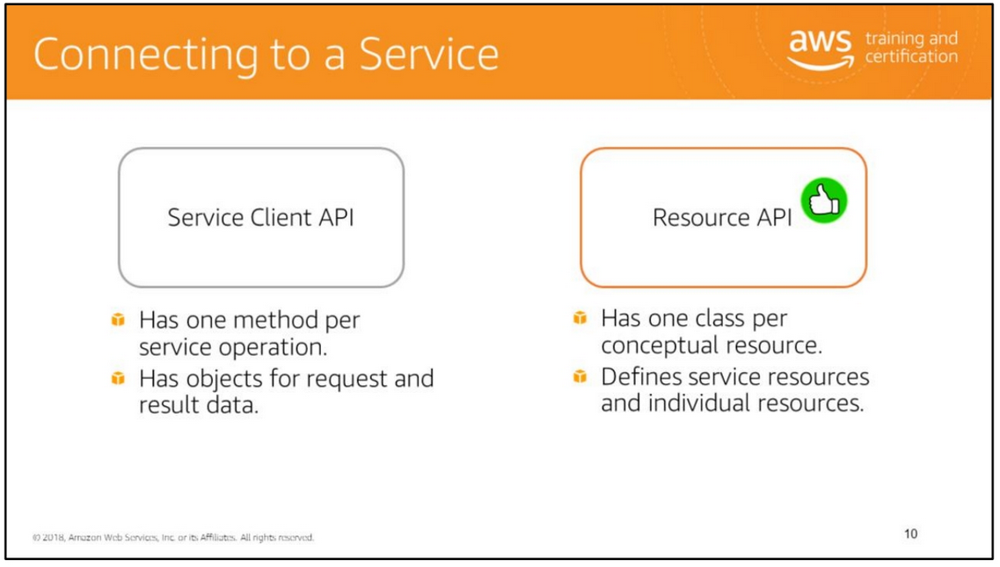 Connecting to a Service
aws training and
certification
Service Client API
Resource API
Has one method per
service operation.
Has objects for request and
result data.
Has one class per
conceptual resource.
Defines service resources
and individual resources.
© 2018, Amazon Web Services, Inc. or its Affiliates. All rights reserved.
10